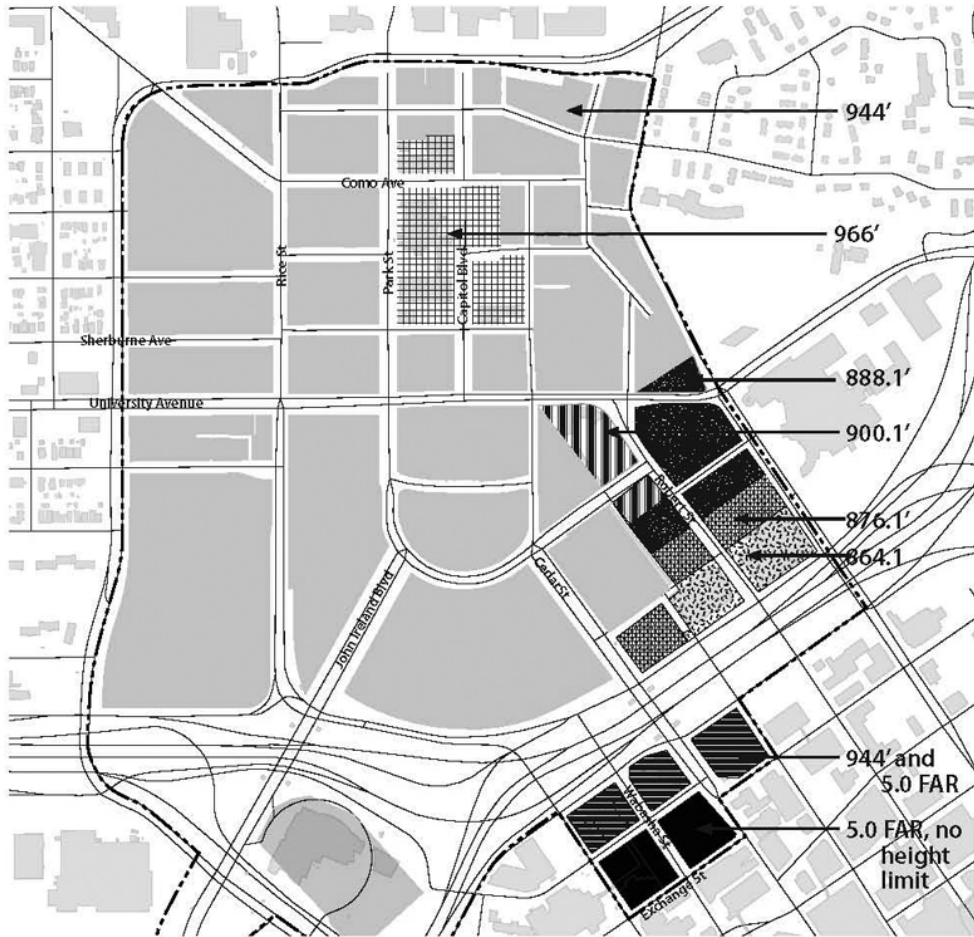 944'
Como Ave
966'
Rice St
Park St
Capitol Blvd
Sherburne Ave
888.1'
University Avenue
900.1'
Robert St
876.1'
864.1
Cedar St
John Ireland Blvd
944' and
5.0 FAR
Wabasha St
5.0 FAR, no
height
limit
Exchange St